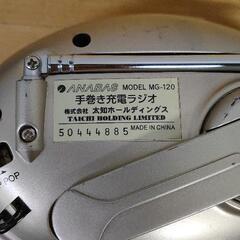 ANABAS MODEL MG-120
手巻き充電ラジオ
株式会社 太知ホールディングス
TAICHI HOLDING LIMITED
50444885 MADE IN CHINA